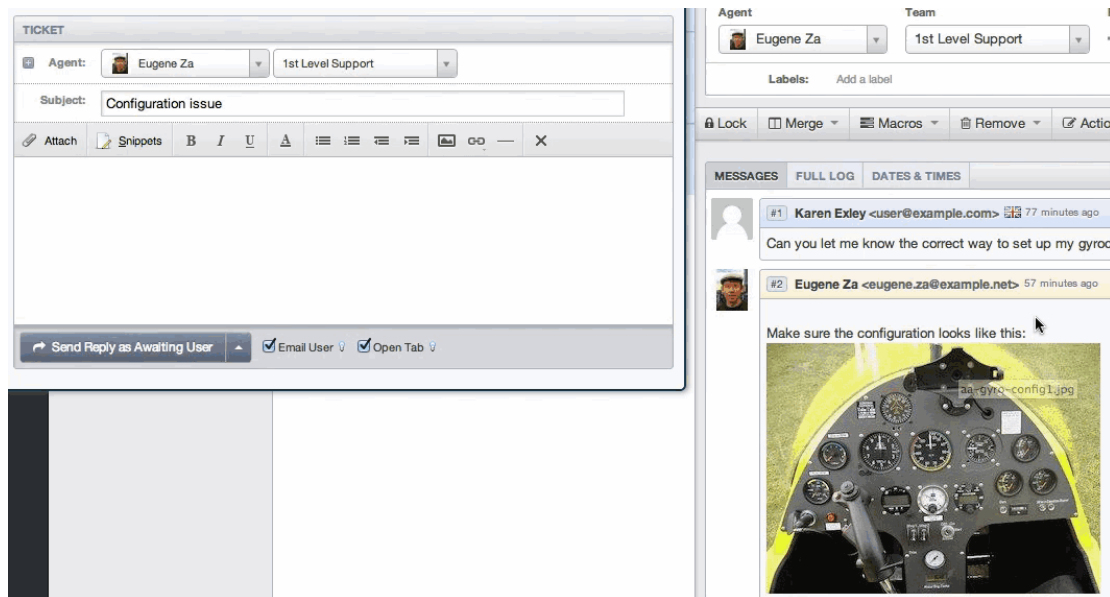 TICKET
Agent: Eugene Za 1st Level Support
Subject: Configuration issue
Attach Snippets B I U A
Send Reply as Awaiting User Email User Open Tab
Agent Team
Eugene Za 1st Level Support
Labels: Add a label
Lock Merge Macros Remove Actio
MESSAGES FULL LOG DATES & TIMES
#1 Karen Exley <user@example.com> 77 minutes ago
Can you let me know the correct way to set up my gyroc
#2 Eugene Za <eugene.za@example.net> 57 minutes ago
Make sure the configuration looks like this:
aa-gyro-config1.jpg